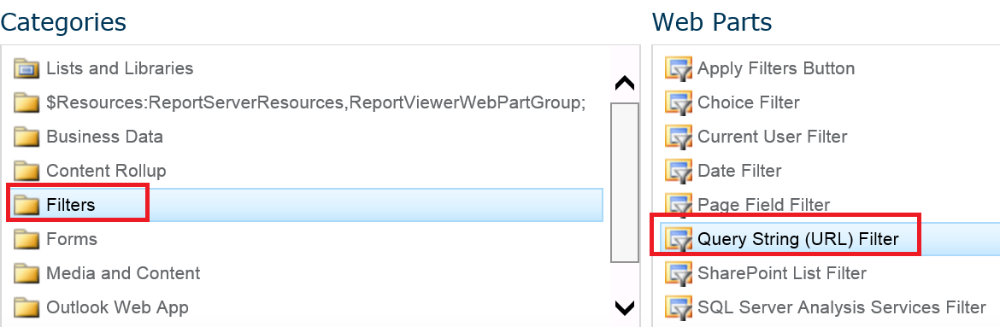 Categories
Lists and Libraries
$Resources:ReportServerResources,ReportViewerWebPartGroup;
Business Data
Content Rollup
Filters
Forms
Media and Content
Outlook Web App
Web Parts
Apply Filters Button
Choice Filter
Current User Filter
Date Filter
Page Field Filter
Query String (URL) Filter
SharePoint List Filter
SQL Server Analysis Services Filter